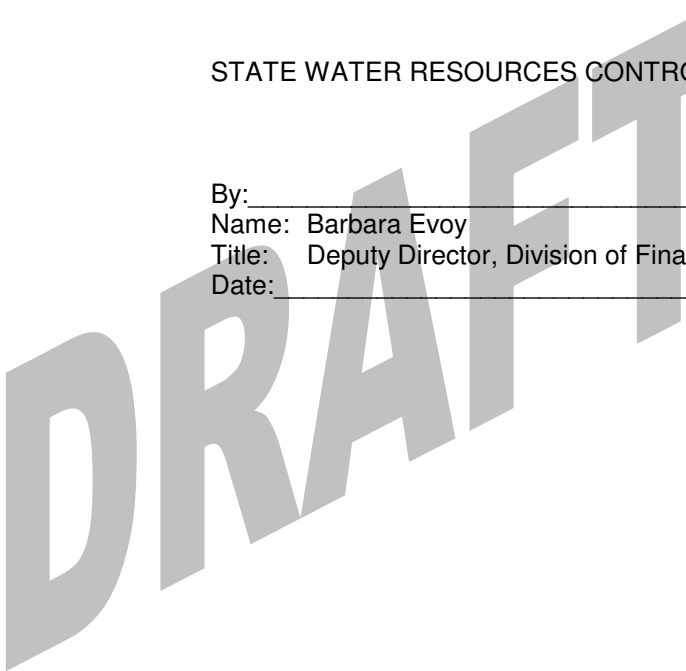 STATE WATER RESOURCES CONTRO
By:
Name: Barbara Evoy
Title: Deputy Director, Division of Fina
Date:
DRAFT